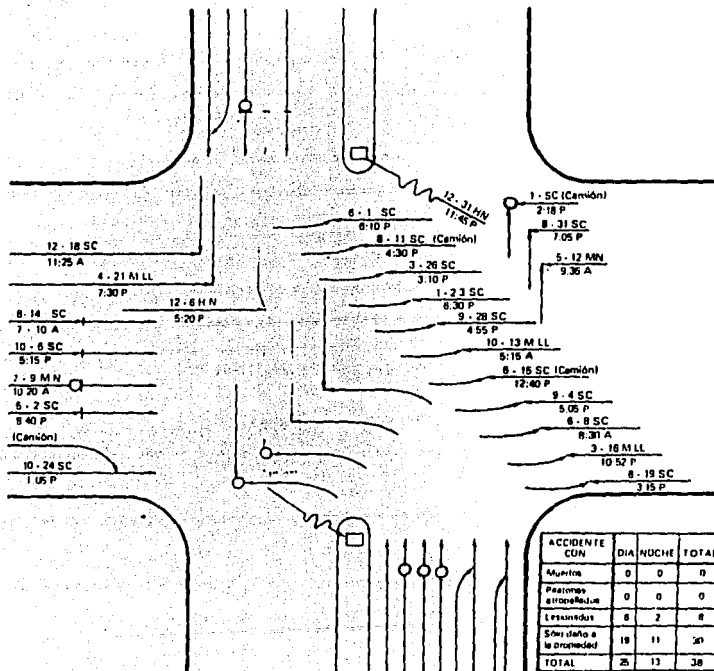 12 - 31 HN
11:45 P
1 - SC (Camión)
2:18 P
8 - 31 SC
7.05 P
5 - 12 MN
9.36 A
6 - 1 SC
6:10 P
8 - 11 SC (Camión)
4:30 P
3 - 26 SC
3.10 P
1 - 23 SC
6.30 P
9 - 28 SC
4 55 P
10 - 13 M LL
5:15 A
6 - 15 SC (Camión)
12:40 P
9 - 4 SC
5.05 P
6 - 8 SC
8:30 A
3 - 16 M LL
10 52 P
8 - 19 SC
3 15 P
12 - 18 SC
11:25 A
4 - 21 M LL
7:30 P
12 - 6 H N
5:20 P
8 - 14 SC
7 - 10 A
10 - 6 SC
5:15 P
7 - 9 MN
10 20 A
5 - 2 SC
8 40 P
(Camión)
10 - 24 SC
1 05 P
ACCIDENTE CON DIA NOCHE TOTAL
Muertos 0 0 0
Peatones atropellados 0 0 0
Lesionados 6 2 8
Sólo daño a la propiedad 19 11 30
TOTAL 25 13 38